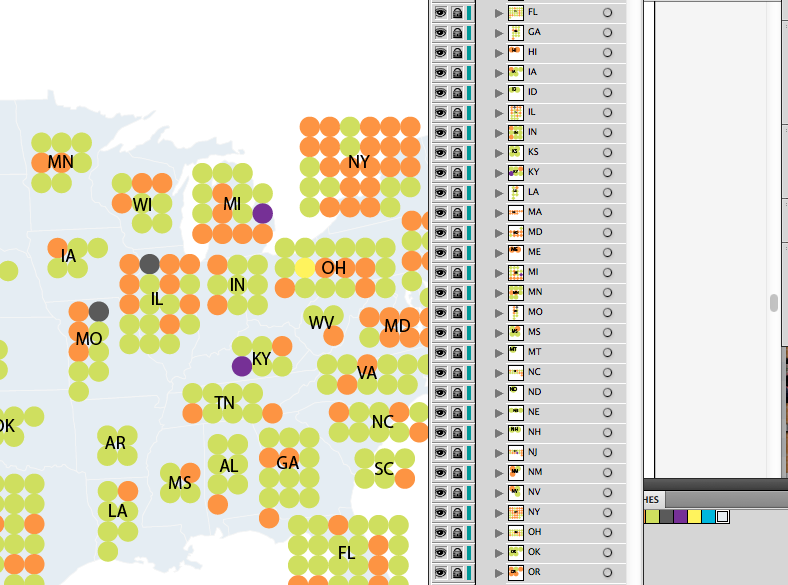 MN
NY
WI
MI
IA
OH
IL
IN
WV
MD
MO
KY
VA
TN
NC
OK
AR
AL
GA
SC
MS
LA
FL
FL
GA
HI
IA
ID
IL
IN
KS
KY
LA
MA
MD
ME
MI
MN
MO
MS
MT
NC
ND
NE
NH
NJ
NM
NV
NY
OH
OK
OR
HES